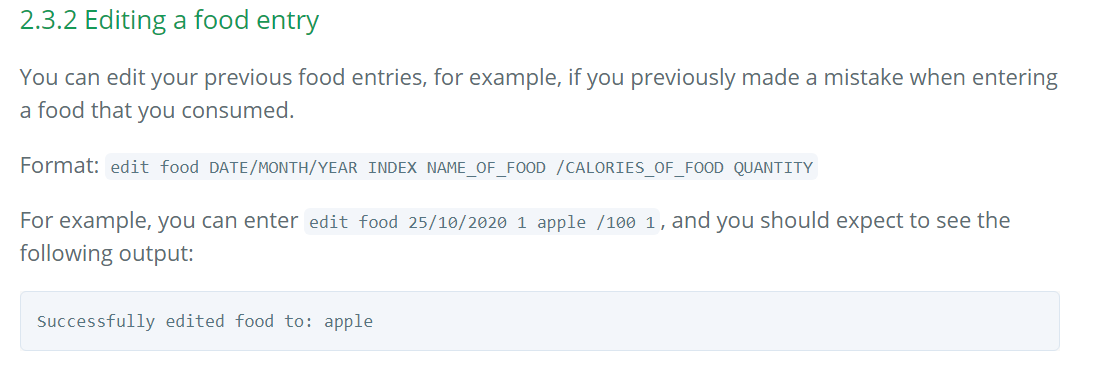 2.3.2 Editing a food entry
You can edit your previous food entries, for example, if you previously made a mistake when entering
a food that you consumed.
Format: edit food DATE/MONTH/YEAR INDEX NAME_OF_FOOD /CALORIES_OF_FOOD QUANTITY
For example, you can enter edit food 25/10/2020 1 apple /100 1, and you should expect to see the
following output:
Successfully edited food to: apple